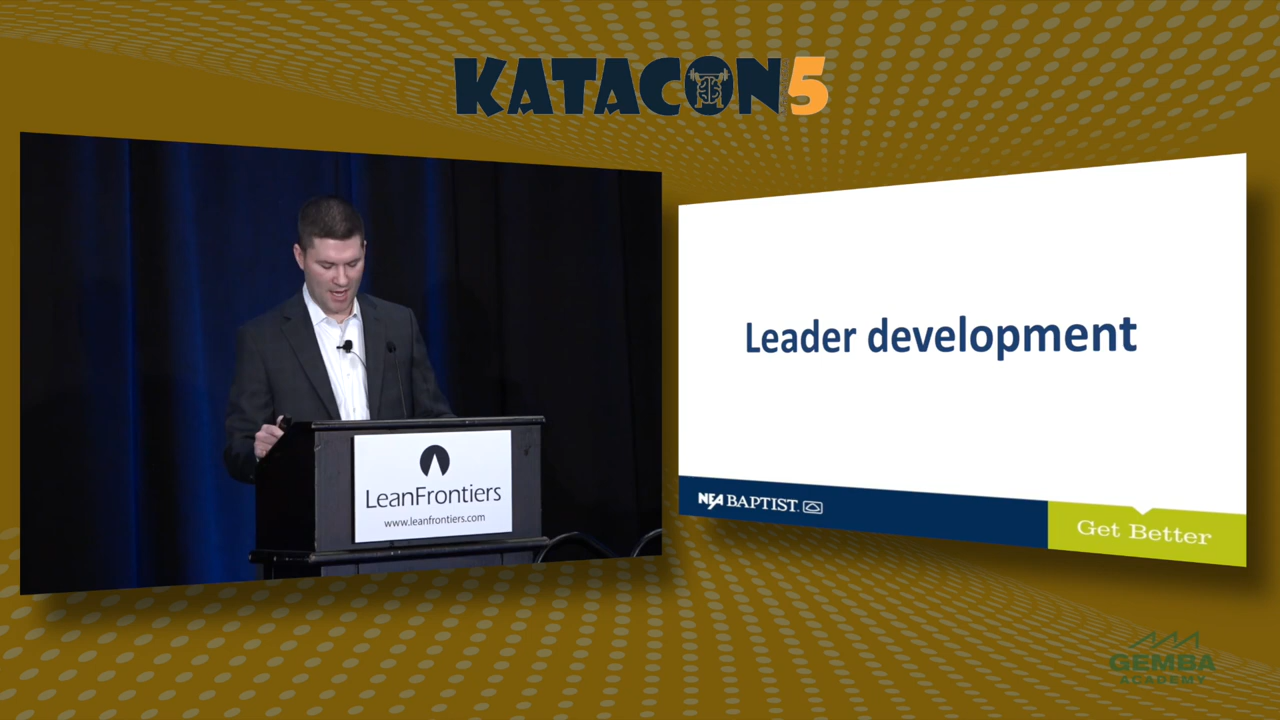 KATACON5
LeanFrontiers
www.leanfrontiers.com
Leader development
NEA BAPTIST
Get Better
GEMBA
ACADEMY